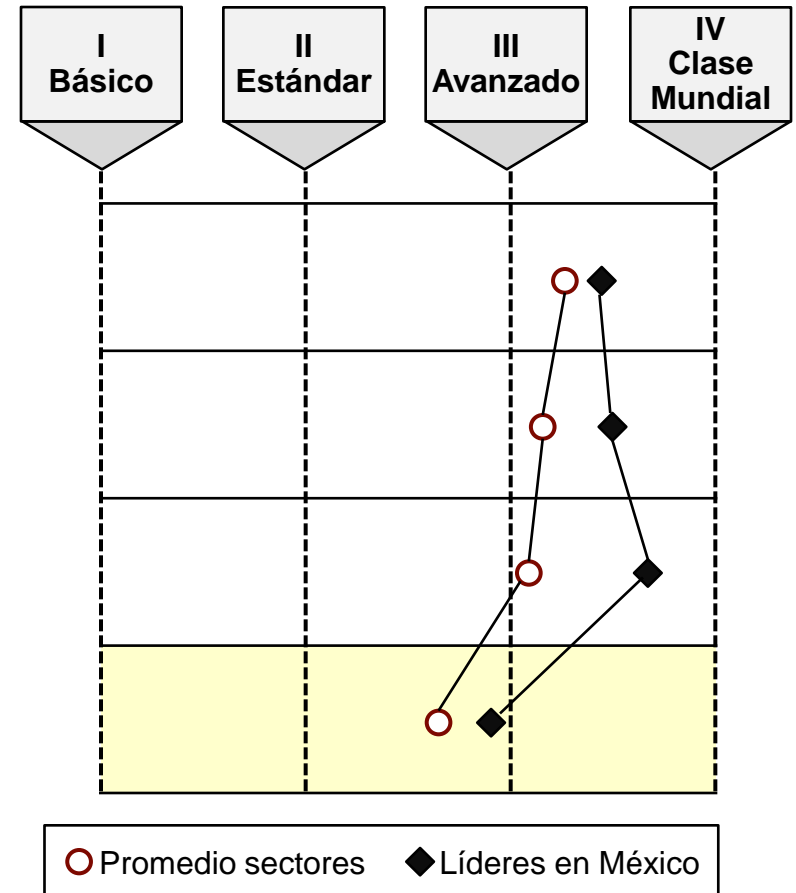 I
Básico
II
Estándar
III
Avanzado
IV
Clase
Mundial
Promedio sectores
Líderes en México